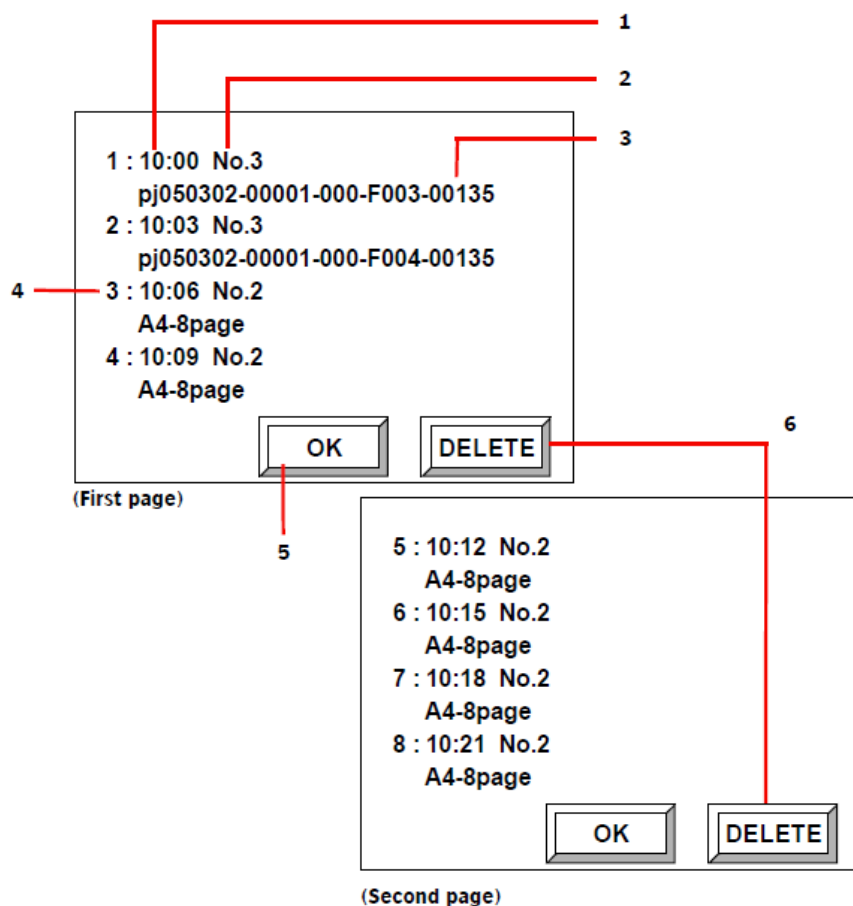 1
2
3
1 : 10:00 No.3
pj050302-00001-000-F003-00135
2 : 10:03 No.3
pj050302-00001-000-F004-00135
4
3 : 10:06 No.2
A4-8page
4 : 10:09 No.2
A4-8page
6
OK
DELETE
(First page)
5
5 : 10:12 No.2
A4-8page
6 : 10:15 No.2
A4-8page
7 : 10:18 No.2
A4-8page
8 : 10:21 No.2
A4-8page
OK
DELETE
(Second page)